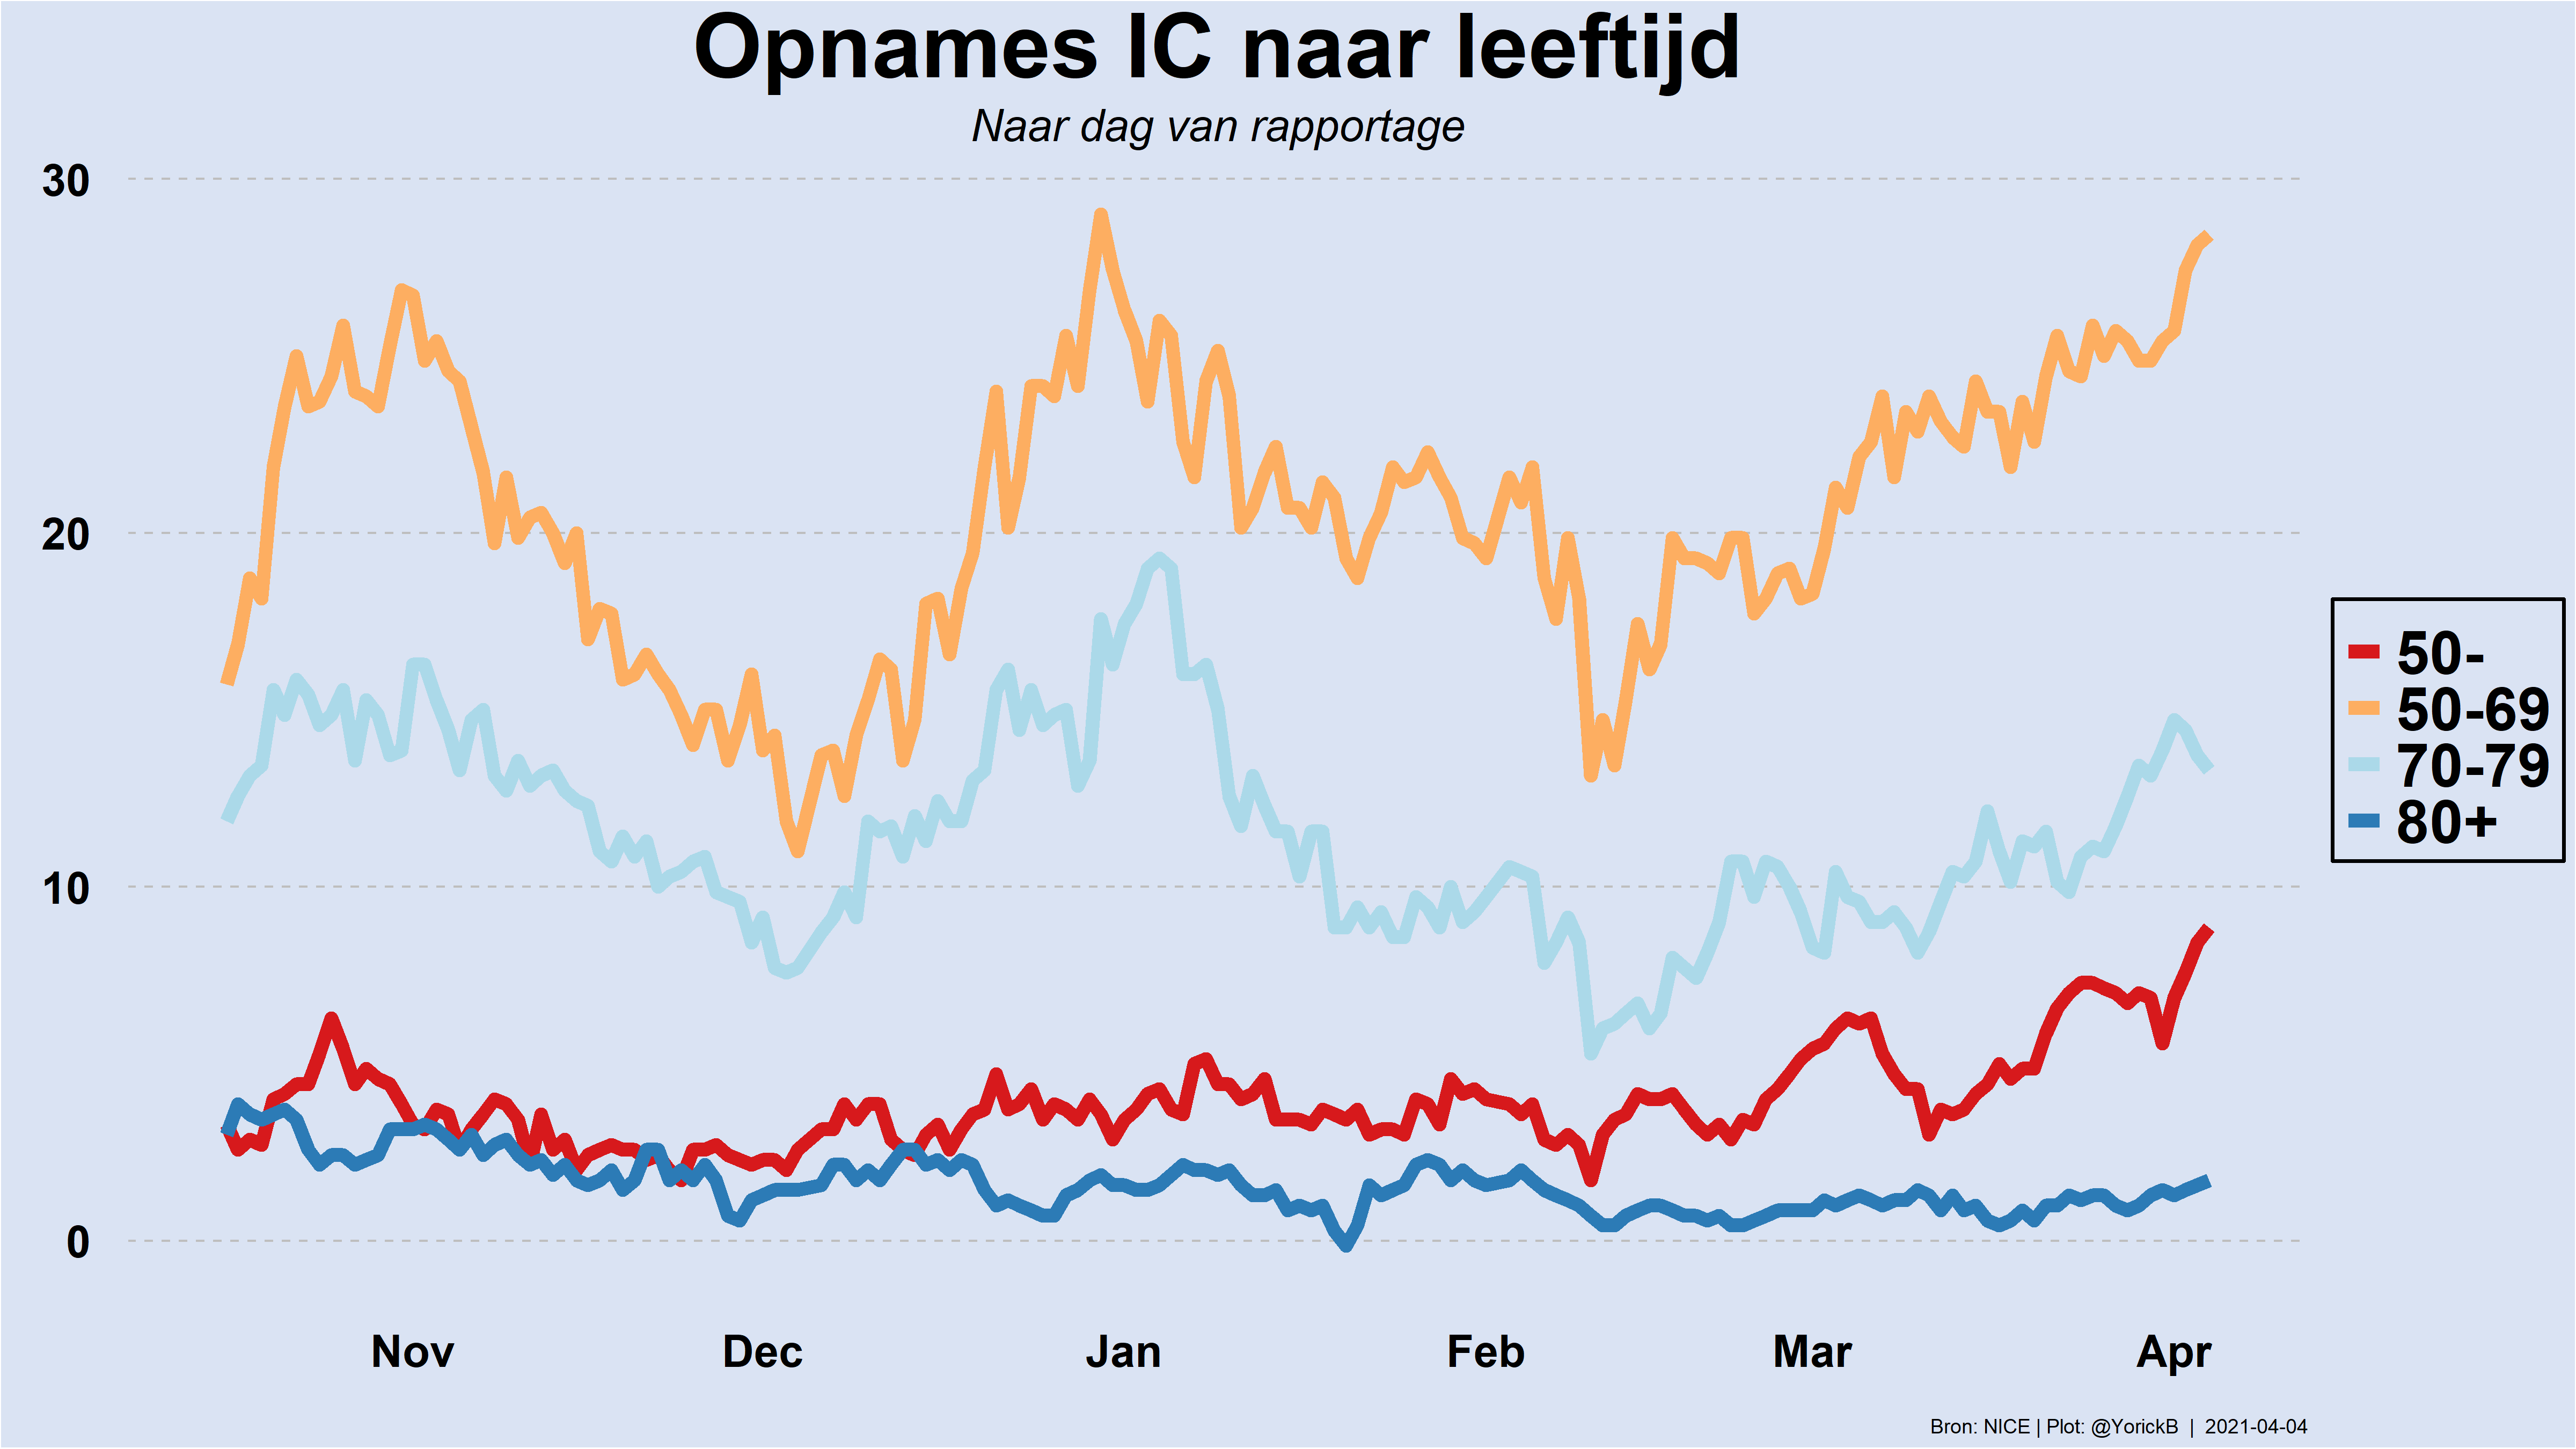 Opnames IC naar leeftijd
Naar dag van rapportage
30
20
10
0
50-
50-69
70-79
80+
Nov Dec Jan Feb Mar Apr
Bron: NICE | Plot: @YorickB | 2021-04-04